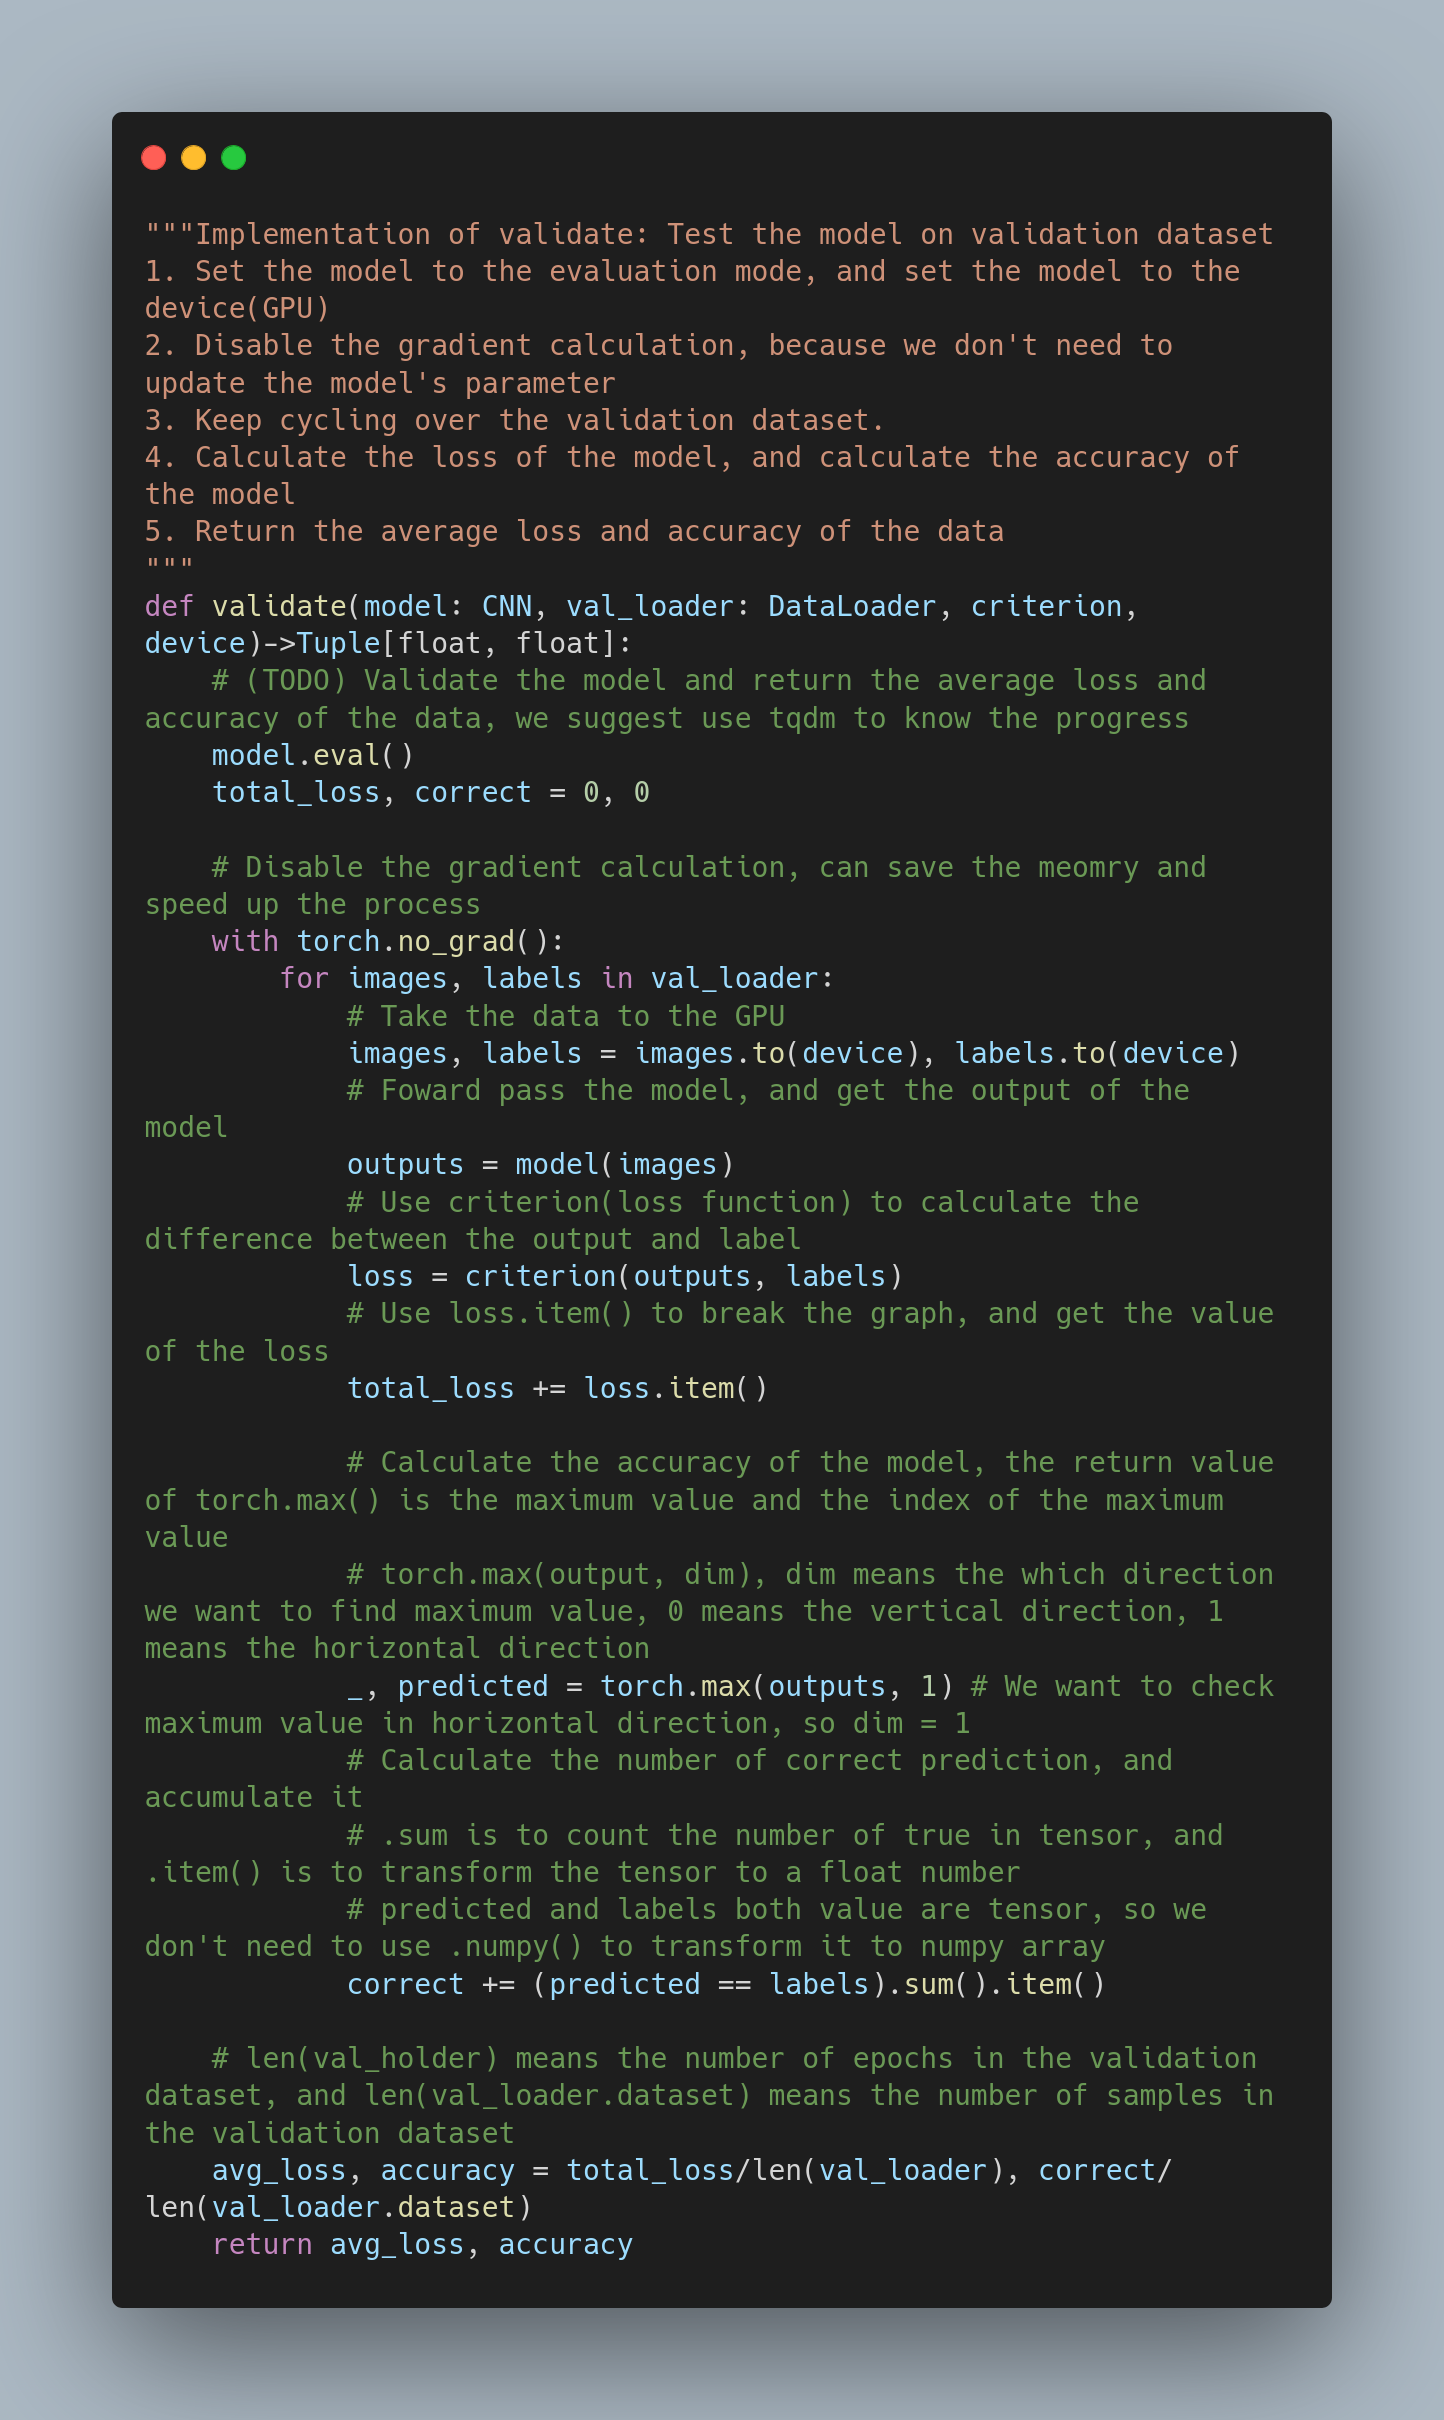 """Implementation of validate: Test the model on validation dataset
1. Set the model to the evaluation mode, and set the model to the
device(GPU)
2. Disable the gradient calculation, because we don't need to
update the model's parameter
3. Keep cycling over the validation dataset.
4. Calculate the loss of the model, and calculate the accuracy of
the model
5. Return the average loss and accuracy of the data
"""
def validate(model: CNN, val_loader: DataLoader, criterion,
device)->Tuple[float, float]:
    # (TODO) Validate the model and return the average loss and
accuracy of the data, we suggest use tqdm to know the progress
    model.eval()
    total_loss, correct = 0, 0

    # Disable the gradient calculation, can save the meomry and
speed up the process
    with torch.no_grad():
        for images, labels in val_loader:
            # Take the data to the GPU
            images, labels = images.to(device), labels.to(device)
            # Foward pass the model, and get the output of the
model
            outputs = model(images)
            # Use criterion(loss function) to calculate the
difference between the output and label
            loss = criterion(outputs, labels)
            # Use loss.item() to break the graph, and get the value
of the loss
            total_loss += loss.item()

            # Calculate the accuracy of the model, the return value
of torch.max() is the maximum value and the index of the maximum
value
            # torch.max(output, dim), dim means the which direction
we want to find maximum value, 0 means the vertical direction, 1
means the horizontal direction
            _, predicted = torch.max(outputs, 1) # We want to check
maximum value in horizontal direction, so dim = 1
            # Calculate the number of correct prediction, and
accumulate it
            # .sum is to count the number of true in tensor, and
.item() is to transform the tensor to a float number
            # predicted and labels both value are tensor, so we
don't need to use .numpy() to transform it to numpy array
            correct += (predicted == labels).sum().item()

    # len(val_holder) means the number of epochs in the validation
dataset, and len(val_loader.dataset) means the number of samples in
the validation dataset
    avg_loss, accuracy = total_loss/len(val_loader), correct/
len(val_loader.dataset)
    return avg_loss, accuracy